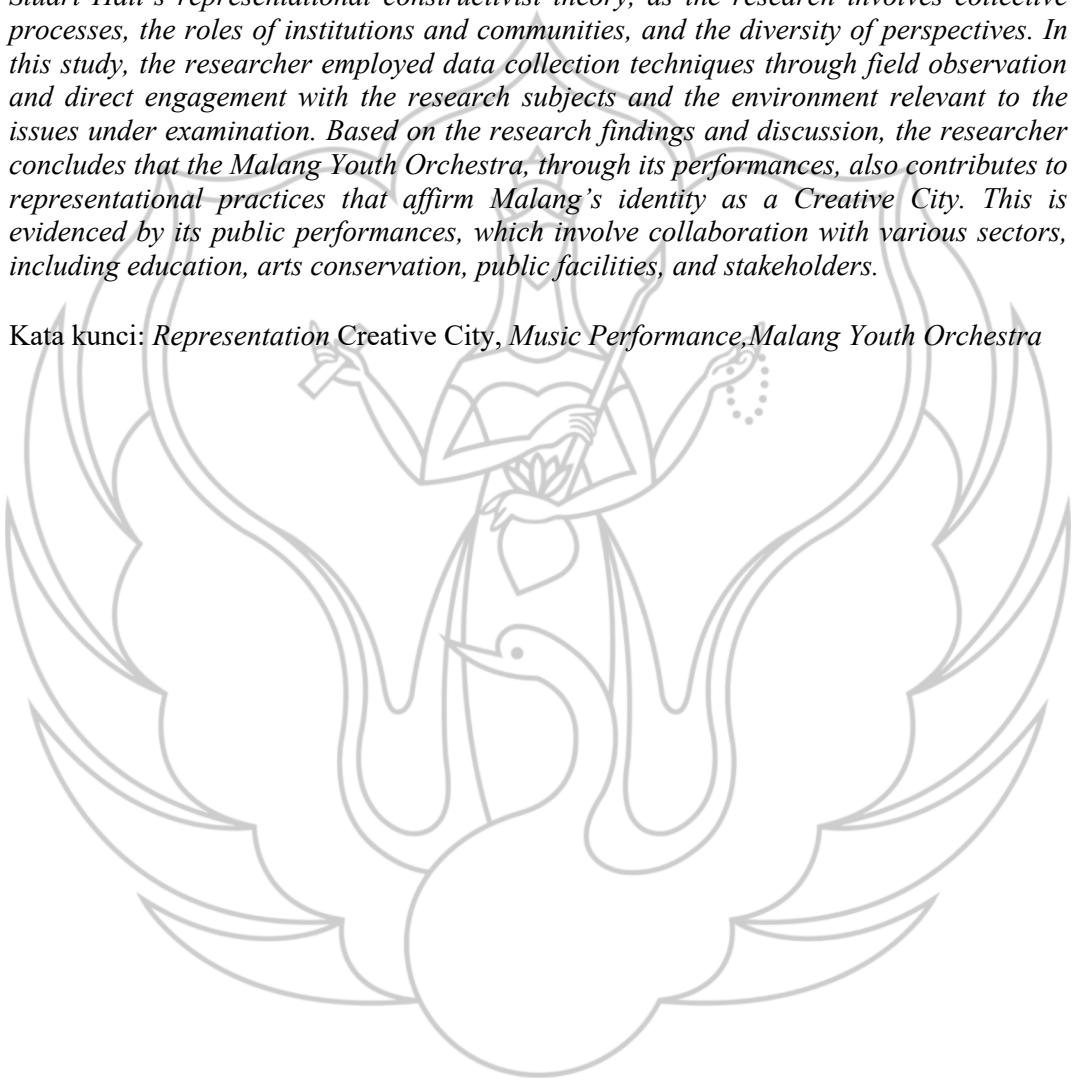 Stuart Hall's representational constructivist theory, as the research involves collective
processes, the roles of institutions and communities, and the diversity of perspectives. In
this study, the researcher employed data collection techniques through field observation
and direct engagement with the research subjects and the environment relevant to the
issues under examination. Based on the research findings and discussion, the researcher
concludes that the Malang Youth Orchestra, through its performances, also contributes to
representational practices that affirm Malang's identity as a Creative City. This is
evidenced by its public performances, which involve collaboration with various sectors,
including education, arts conservation, public facilities, and stakeholders.
Kata kunci: Representation Creative City, Music Performance,Malang Youth Orchestra